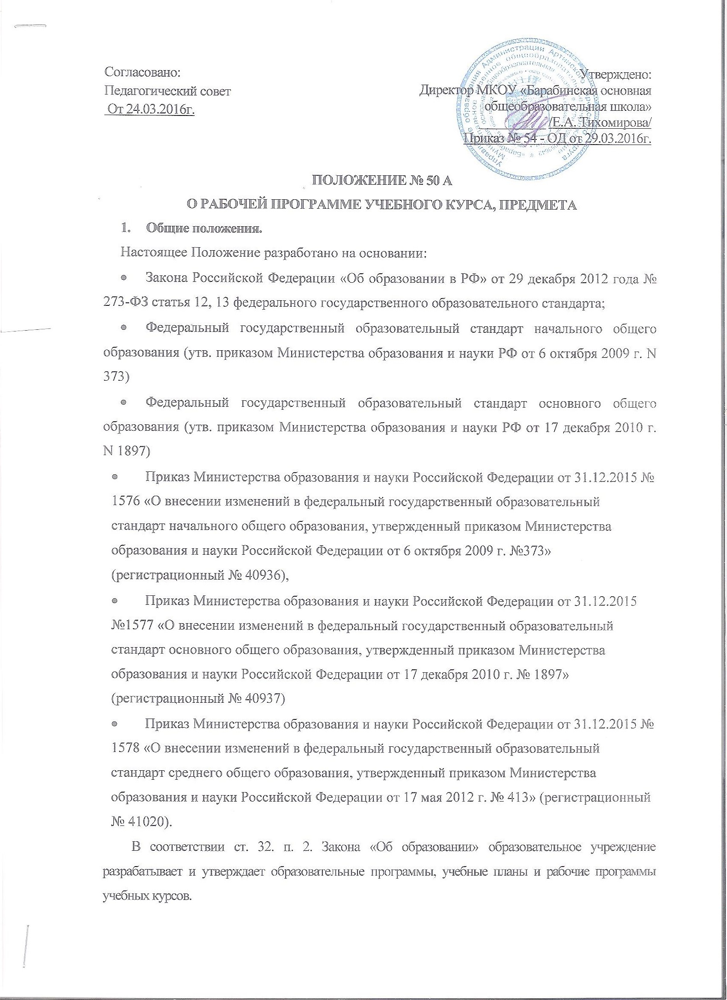 Согласовано:
Педагогический совет
От 24.03.2016г.
Утверждено:
Директор МКОУ «Барабинская основная
общеобразовательная школа»
/Е.А. Тихомирова/
Приказ № 54 - ОД от 29.03.2016г.
ПОЛОЖЕНИЕ № 50 А
О РАБОЧЕЙ ПРОГРАММЕ УЧЕБНОГО КУРСА, ПРЕДМЕТА
1. Общие положения.
Настоящее Положение разработано на основании:
• Закона Российской Федерации «Об образовании в РФ» от 29 декабря 2012 года №
273-ФЗ статья 12, 13 федерального государственного образовательного стандарта;
• Федеральный государственный образовательный стандарт начального общего
образования (утв. приказом Министерства образования и науки РФ от 6 октября 2009 г. N
373)
• Федеральный государственный образовательный стандарт основного общего
образования (утв. приказом Министерства образования и науки РФ от 17 декабря 2010 г.
N 1897)
• Приказ Министерства образования и науки Российской Федерации от 31.12.2015 №
1576 «О внесении изменений в федеральный государственный образовательный
стандарт начального общего образования, утвержденный приказом Министерства
образования и науки Российской Федерации от 6 октября 2009 г. №373»
(регистрационный № 40936),
• Приказ Министерства образования и науки Российской Федерации от 31.12.2015
№1577 «О внесении изменений в федеральный государственный образовательный
стандарт основного общего образования, утвержденный приказом Министерства
образования и науки Российской Федерации от 17 декабря 2010 г. № 1897»
(регистрационный № 40937)
• Приказ Министерства образования и науки Российской Федерации от 31.12.2015 №
1578 «О внесении изменений в федеральный государственный образовательный
стандарт среднего общего образования, утвержденный приказом Министерства
образования и науки Российской Федерации от 17 мая 2012 г. № 413» (регистрационный
№ 41020).
В соответствии ст. 32. п. 2. Закона «Об образовании» образовательное учреждение
разрабатывает и утверждает образовательные программы, учебные планы и рабочие программы
учебных курсов.